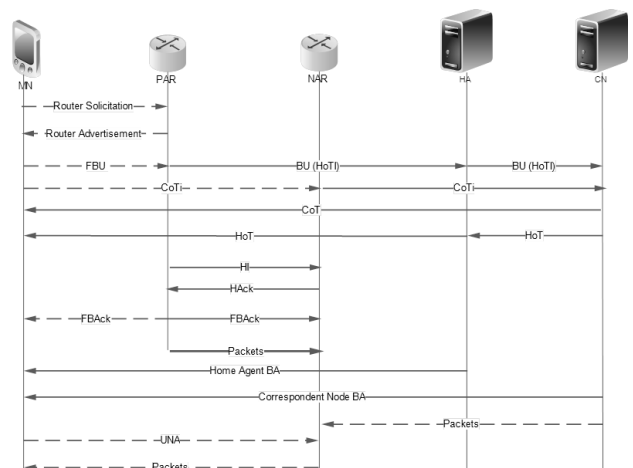 MN
PAR
NAR
HA
CN
Router Solicitation
Router Advertisement
FBU
BU (HoTI)
BU (HoTI)
CoTi
CoTi
CoT
HoT
HoT
HI
HAck
FBAck
FBAck
Packets
Home Agent BA
Correspondent Node BA
Packets
UNA
Packets